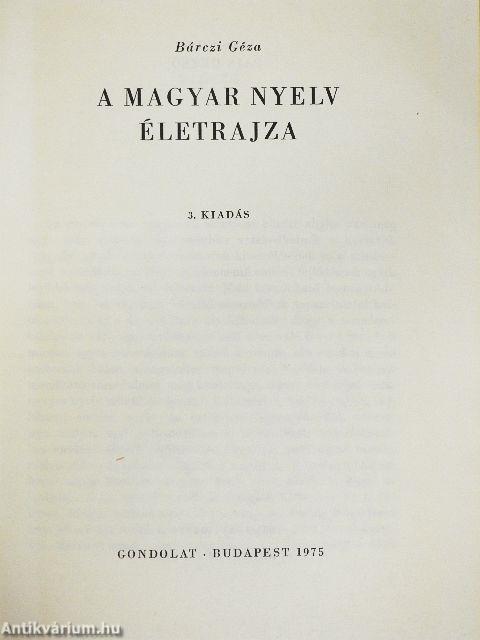 Bárczi Géza
A MAGYAR NYELV
ÉLETRAJZA
3. KIADÁS
GONDOLAT · BUDAPEST 1975
Antikvárium.hu